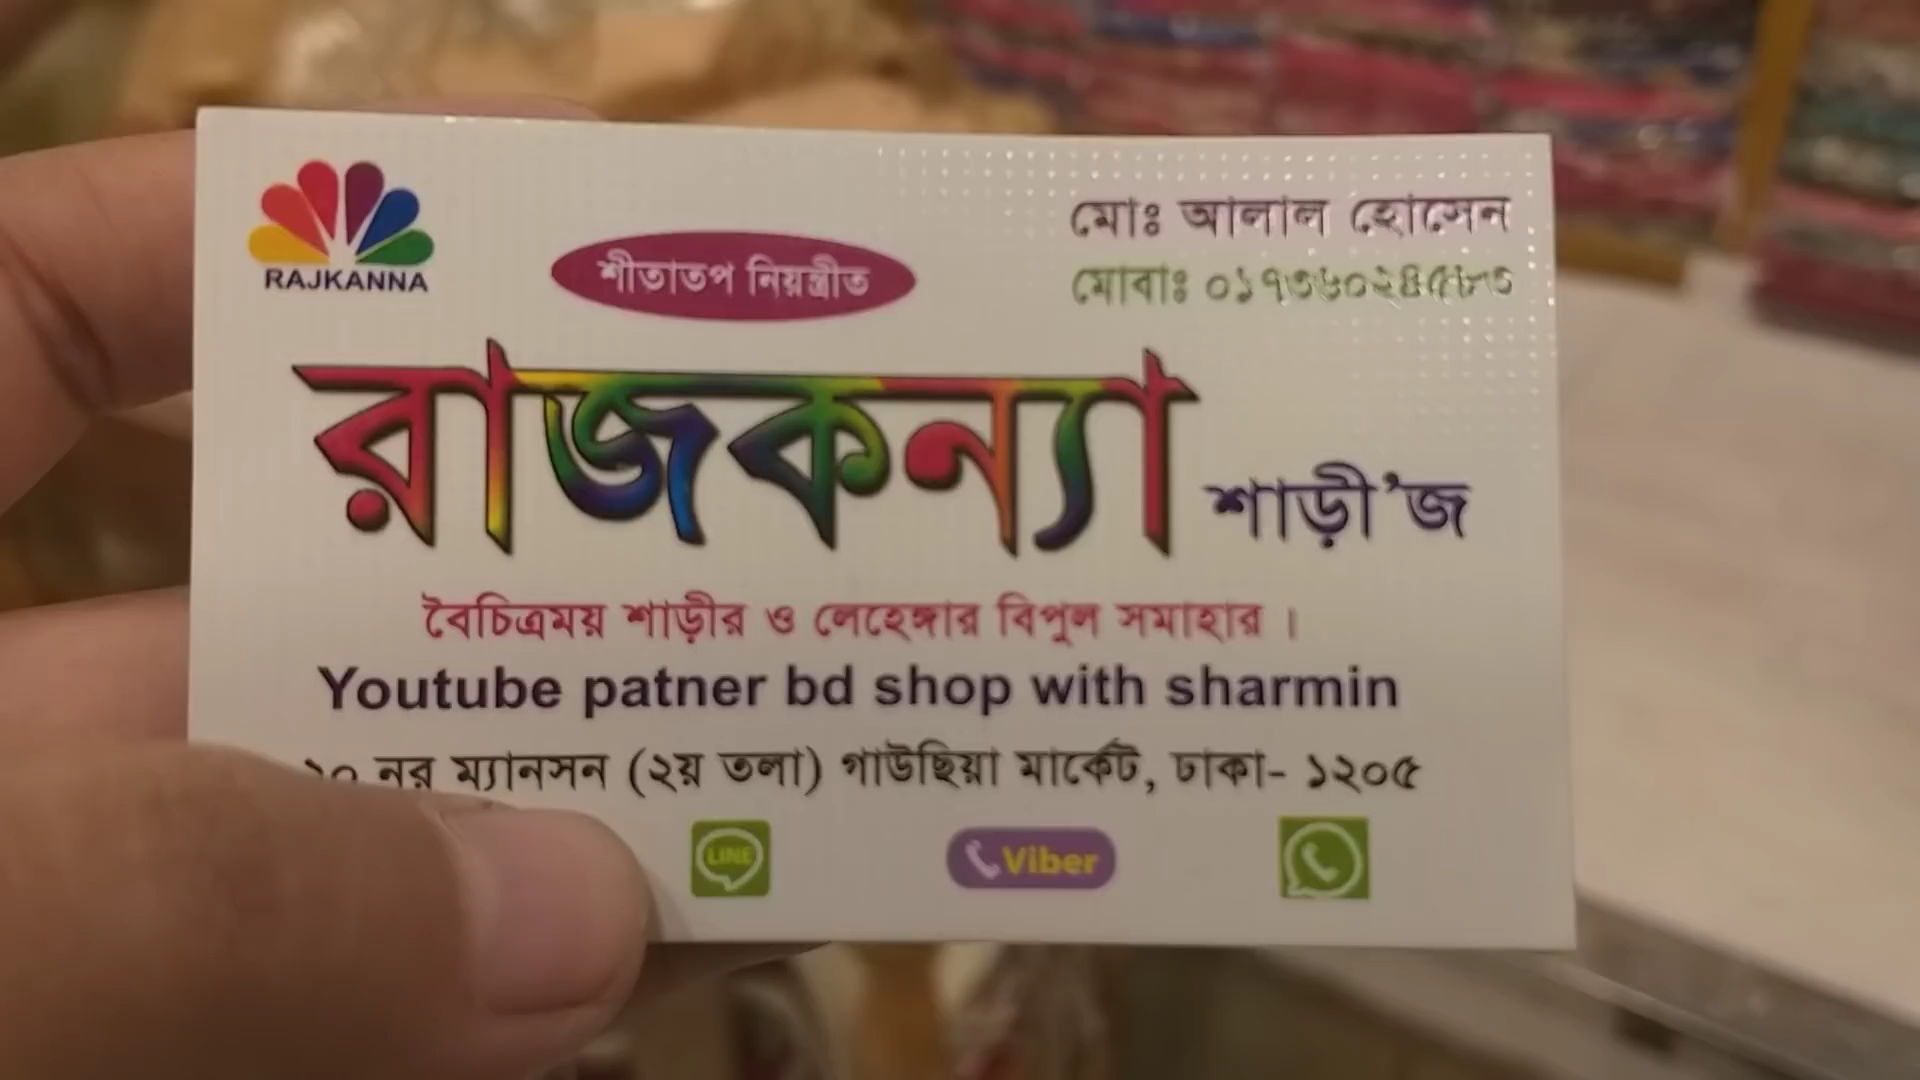 RAJKANNA
শীতাতপ নিয়ন্ত্রীত
মোঃ আলাল হোসেন
মোবাঃ ০১৭৩৬০২৪৫৮৩
রাজকন্যা শাড়ী'জ
বৈচিত্রময় শাড়ীর ও লেহেঙ্গার বিপুল সমাহার ।
Youtube patner bd shop with sharmin
নূর ম্যানসন (২য় তলা) গাউছিয়া মার্কেট, ঢাকা- ১২০৫
LINE
Viber